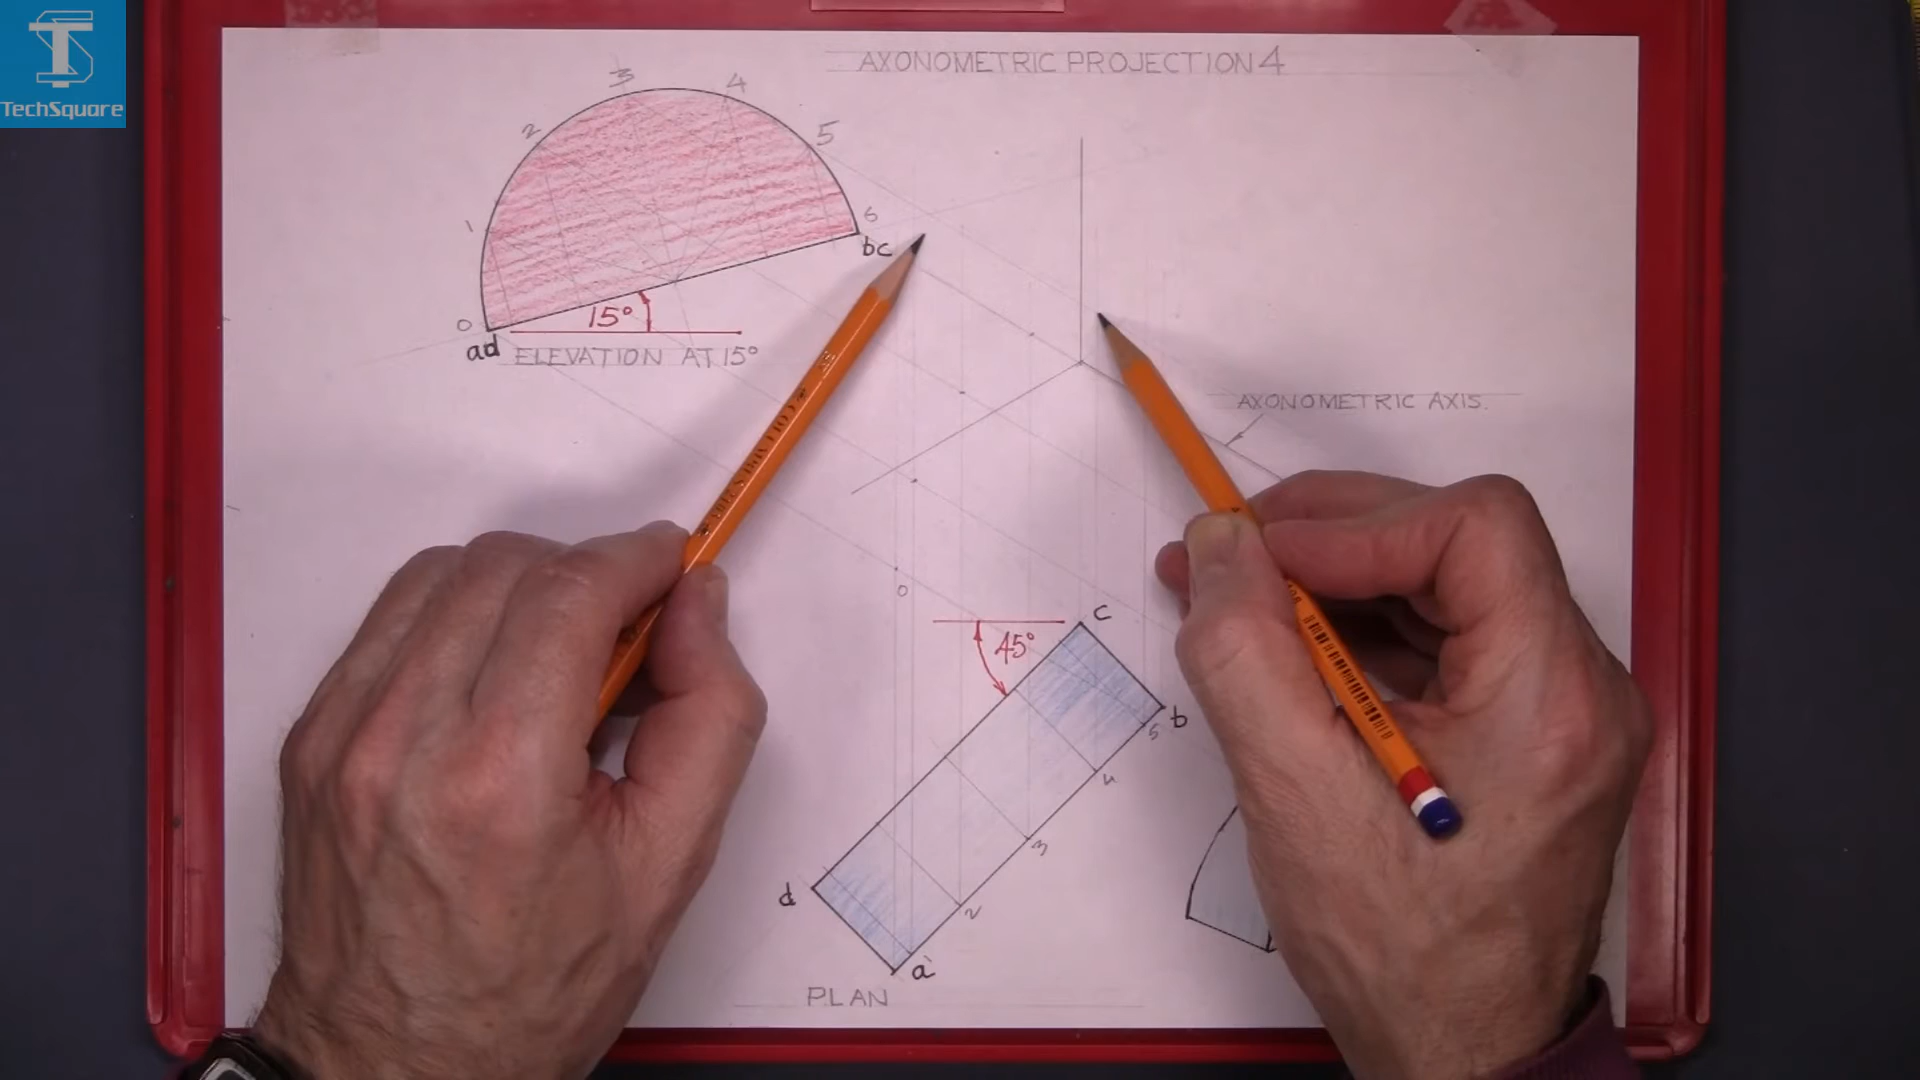 TechSquare
AXONOMETRIC PROJECTION 4
3
4
2
5
1
6
bc
15°
0
ad
ELEVATION AT 15°
AXONOMETRIC AXIS.
0
c
45°
b
5
4
3
d
2
a
PLAN